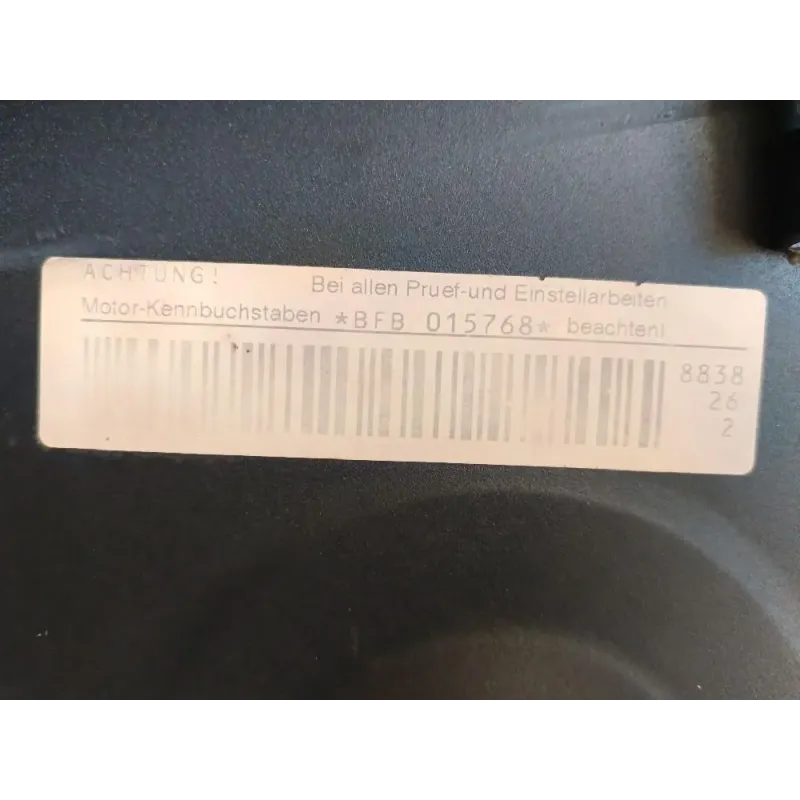 ACHTUNG! Bei allen Pruef-und Einstellarbeiten
Motor-Kennbuchstaben *BFB 015768* beachten!
8838
26
2